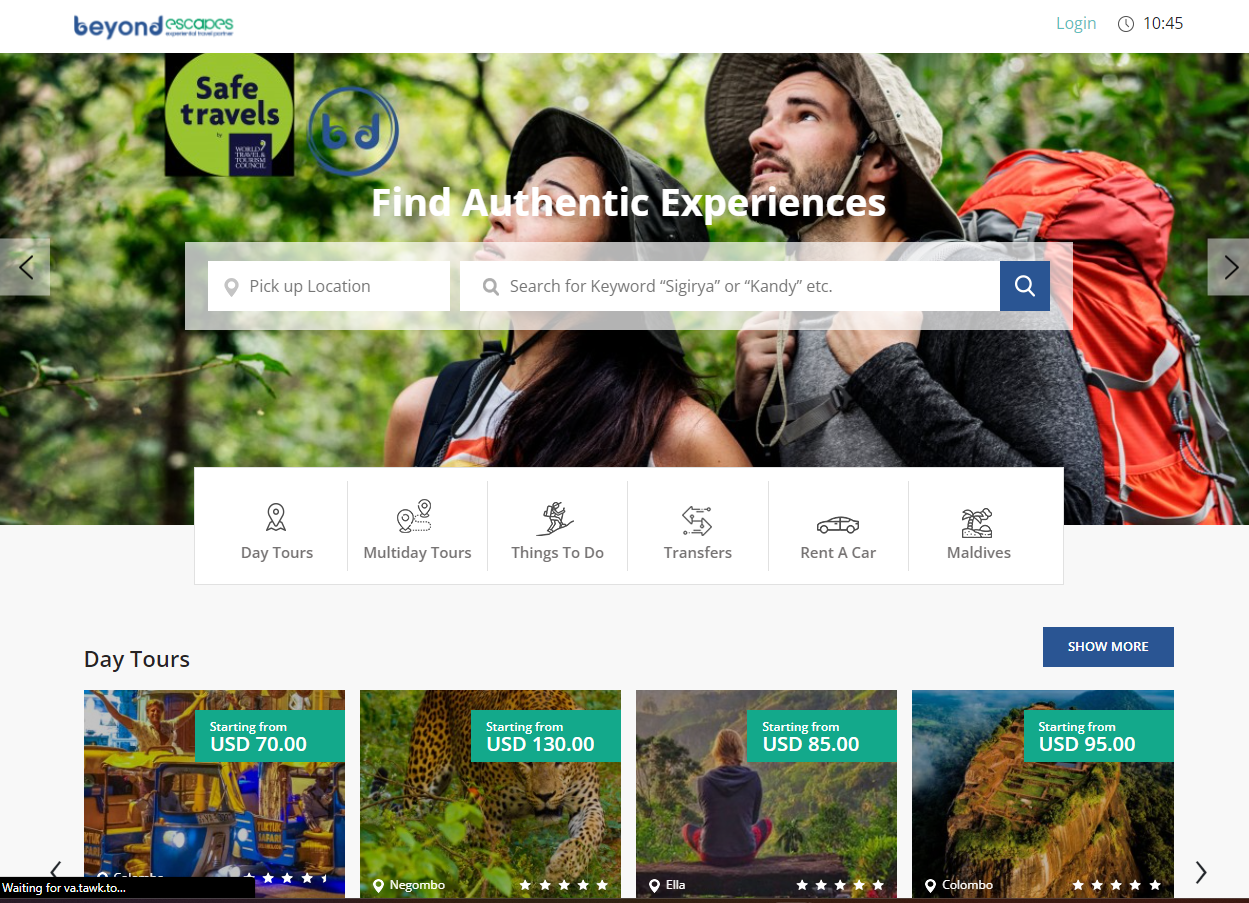 beyond escapes
experiential travel partner
Login
10:45
Safe
travels
by
WORLD
TRAVEL &
TOURISM
COUNCIL
bd
Find Authentic Experiences
Pick up Location
Search for Keyword “Sigirya” or “Kandy” etc.
Day Tours
Multiday Tours
Things To Do
Transfers
Rent A Car
Maldives
Day Tours
SHOW MORE
Starting from
USD 70.00
Starting from
USD 130.00
Starting from
USD 85.00
Starting from
USD 95.00
TUKTUK
SAFARI
Colombo
Negombo
Ella
Colombo
Waiting for va.tawk.to...